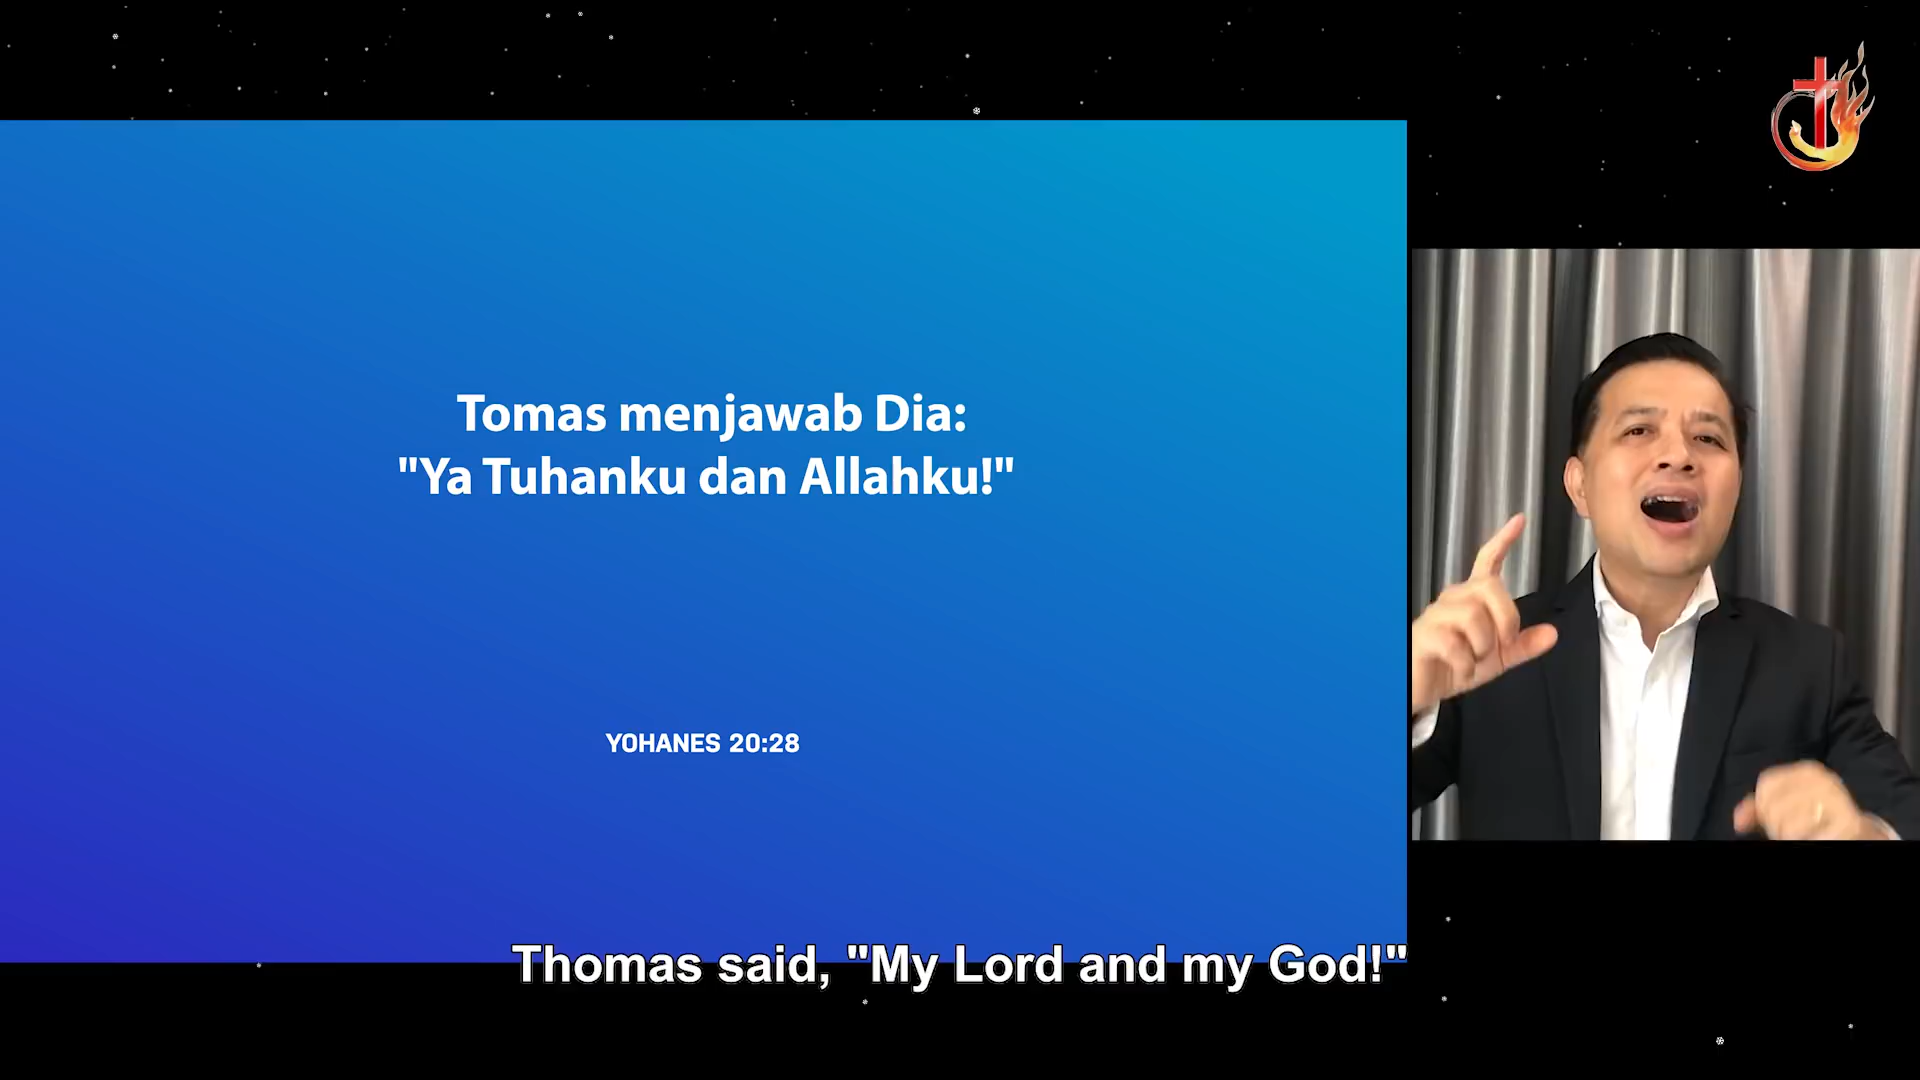 Tomas menjawab Dia:
"Ya Tuhanku dan Allahku!"
YOHANES 20:28
Thomas said, "My Lord and my God!"